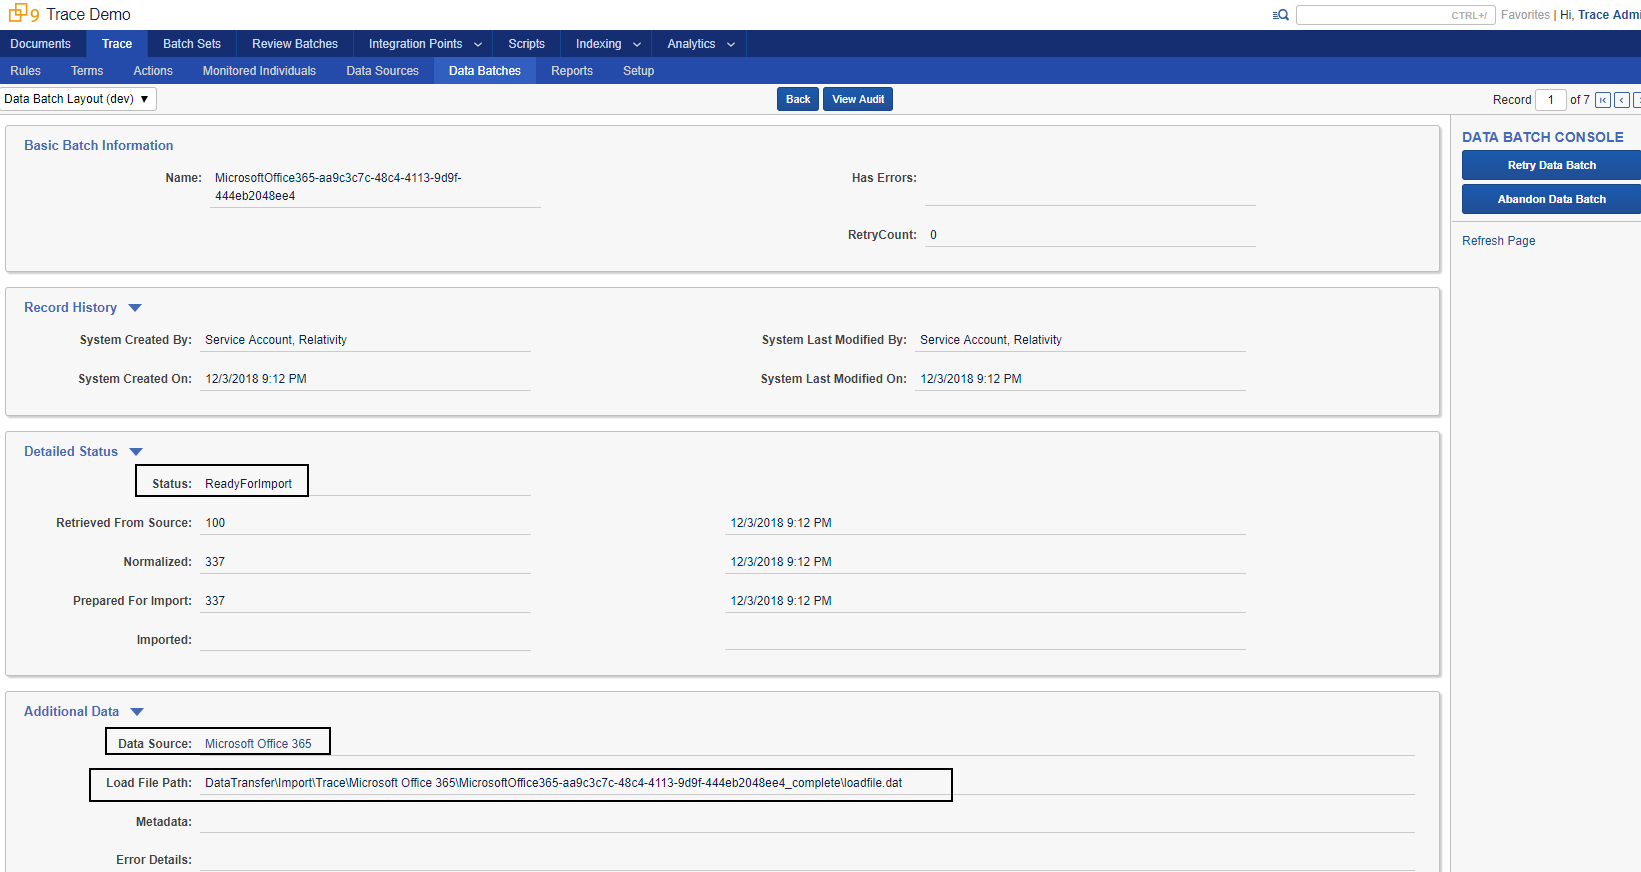 9 Trace Demo
CTRL+/ Favorites | Hi, Trace Admi
Documents Trace Batch Sets Review Batches Integration Points Scripts Indexing Analytics
Rules Terms Actions Monitored Individuals Data Sources Data Batches Reports Setup
Data Batch Layout (dev) ▼ Back View Audit Record 1 of 7
Basic Batch Information
Name: MicrosoftOffice365-aa9c3c7c-48c4-4113-9d9f-
444eb2048ee4
Has Errors:
RetryCount: 0
Record History
System Created By: Service Account, Relativity System Last Modified By: Service Account, Relativity
System Created On: 12/3/2018 9:12 PM System Last Modified On: 12/3/2018 9:12 PM
Detailed Status
Status: ReadyForImport
Retrieved From Source: 100 12/3/2018 9:12 PM
Normalized: 337 12/3/2018 9:12 PM
Prepared For Import: 337 12/3/2018 9:12 PM
Imported:
Additional Data
Data Source: Microsoft Office 365
Load File Path: DataTransfer\Import\Trace\Microsoft Office 365\MicrosoftOffice365-aa9c3c7c-48c4-4113-9d9f-444eb2048ee4_complete\loadfile.dat
Metadata:
Error Details:
DATA BATCH CONSOLE
Retry Data Batch
Abandon Data Batch
Refresh Page